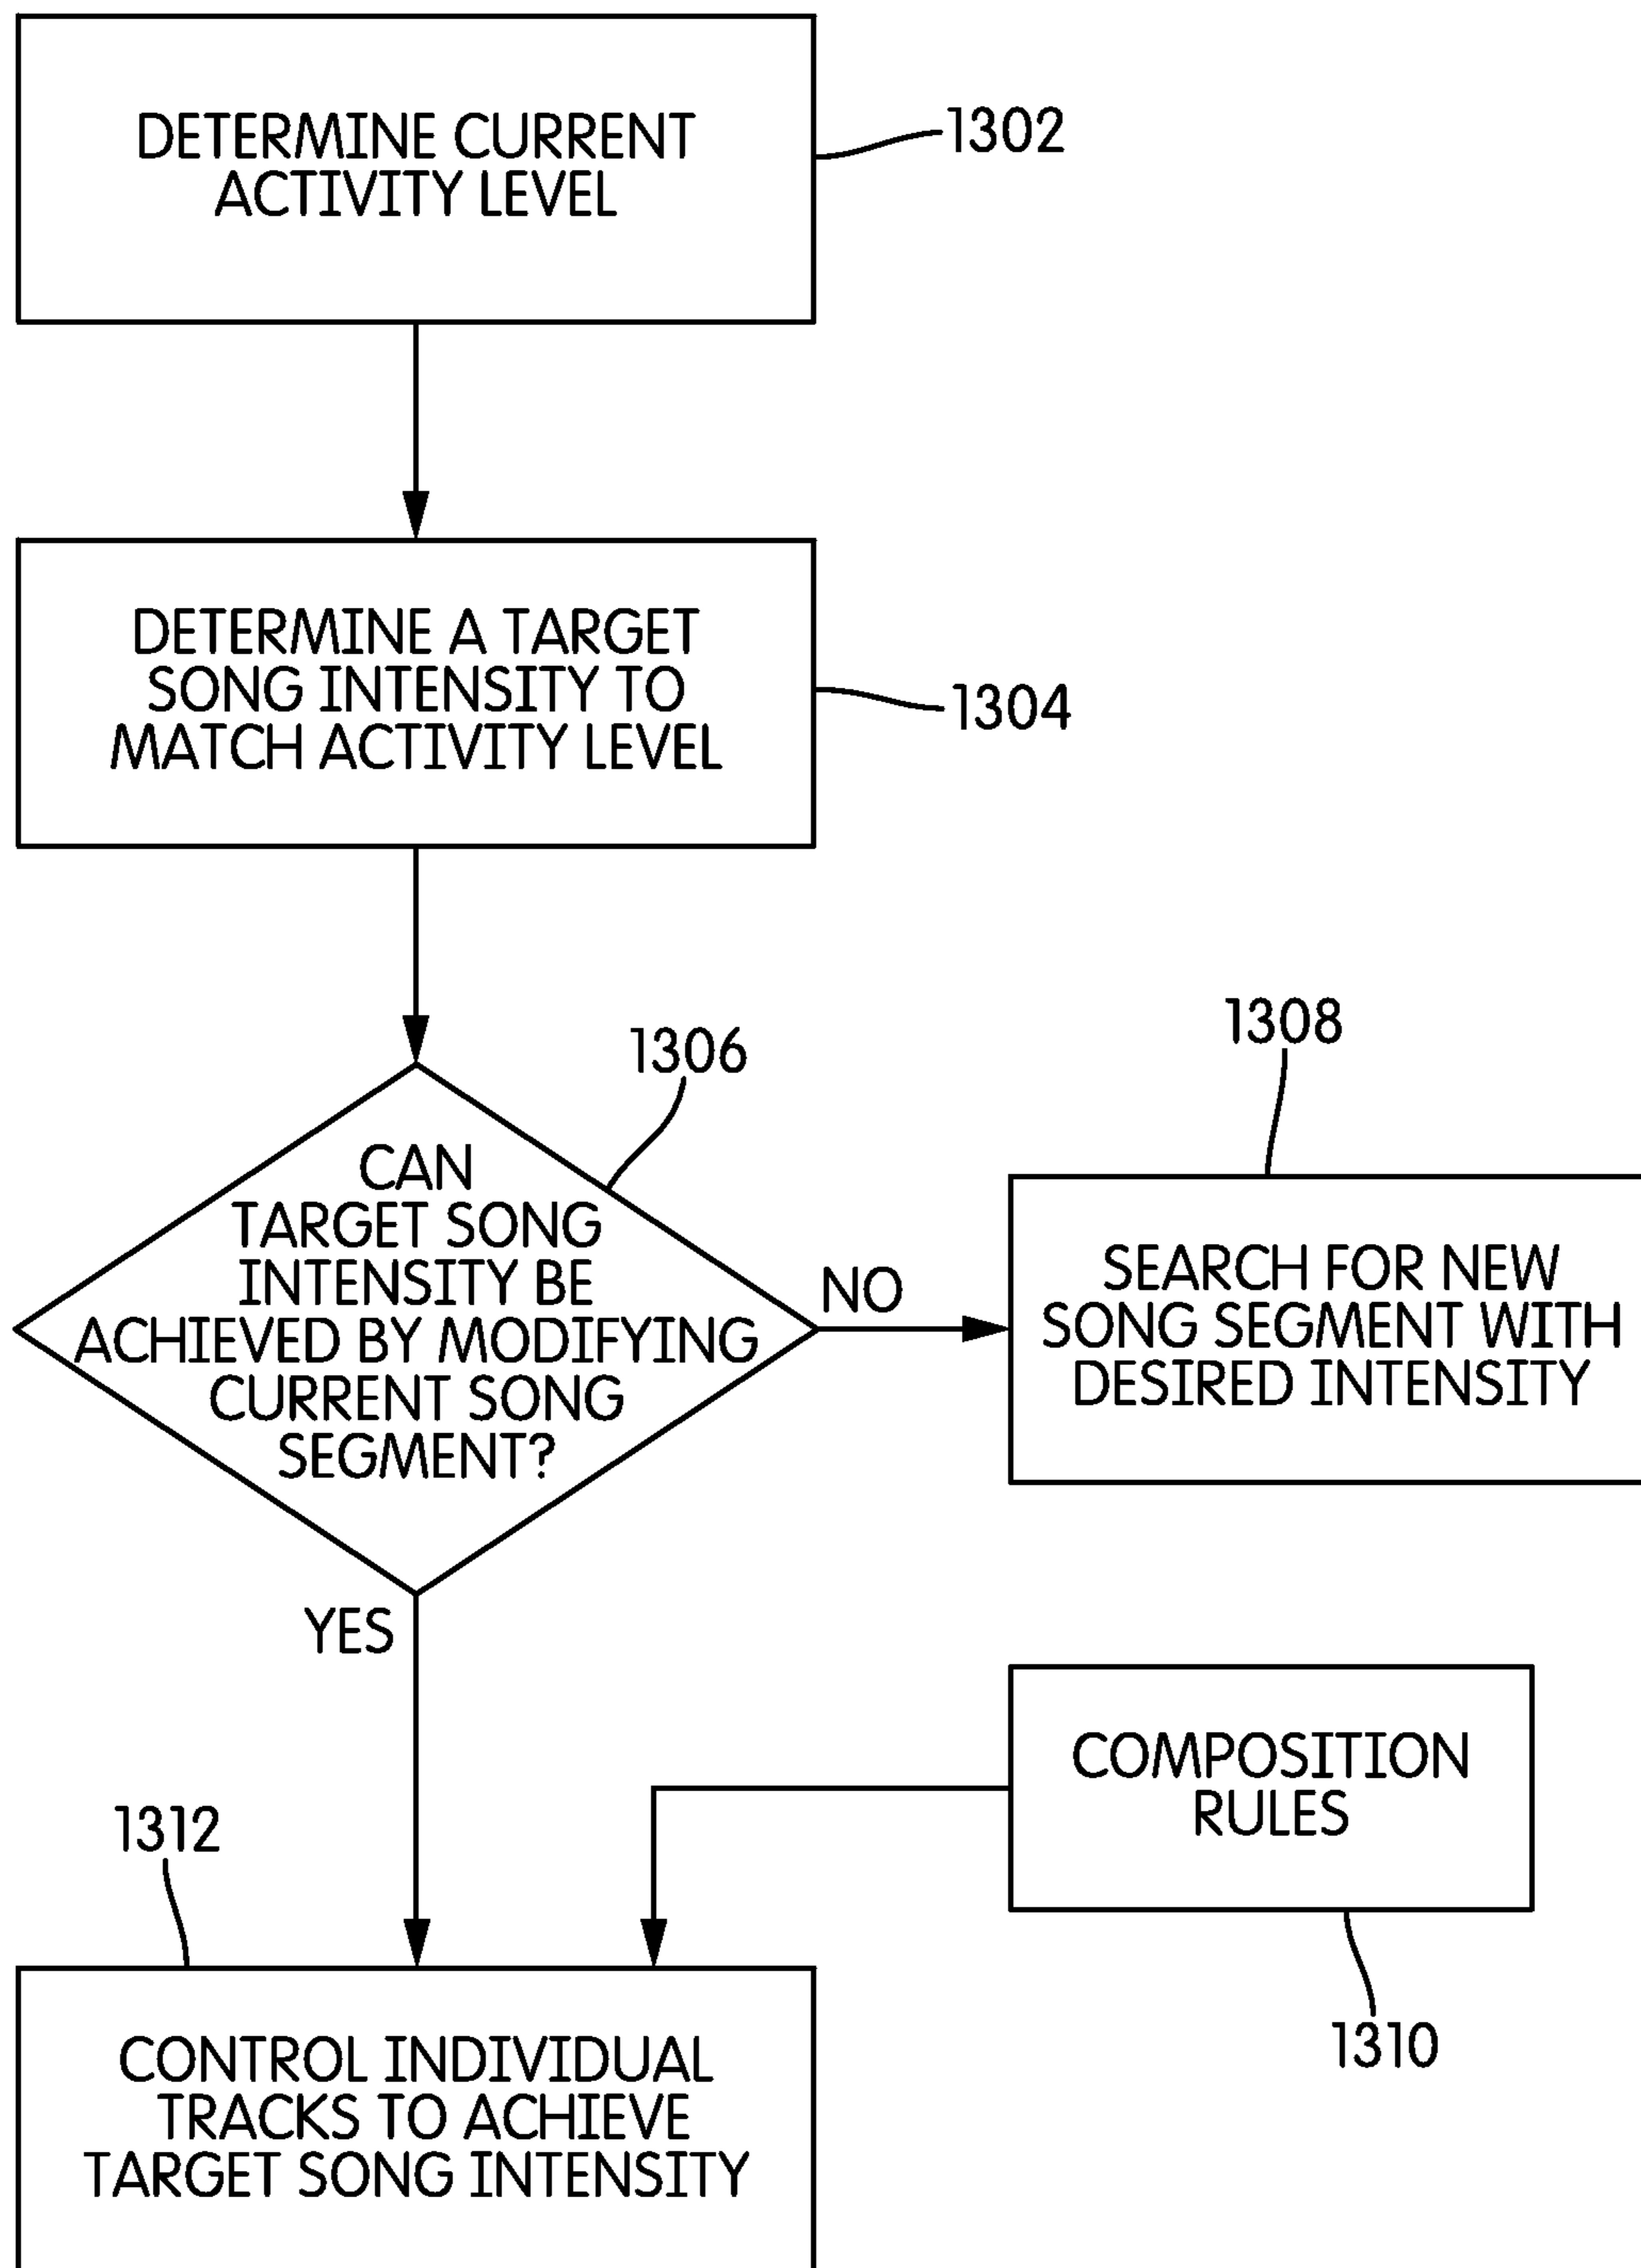 DETERMINE CURRENT
ACTIVITY LEVEL
1302
DETERMINE A TARGET
SONG INTENSITY TO
MATCH ACTIVITY LEVEL
1304
1306
CAN
TARGET SONG
INTENSITY BE
ACHIEVED BY MODIFYING
CURRENT SONG
SEGMENT?
NO
1308
SEARCH FOR NEW
SONG SEGMENT WITH
DESIRED INTENSITY
YES
COMPOSITION
RULES
1310
1312
CONTROL INDIVIDUAL
TRACKS TO ACHIEVE
TARGET SONG INTENSITY